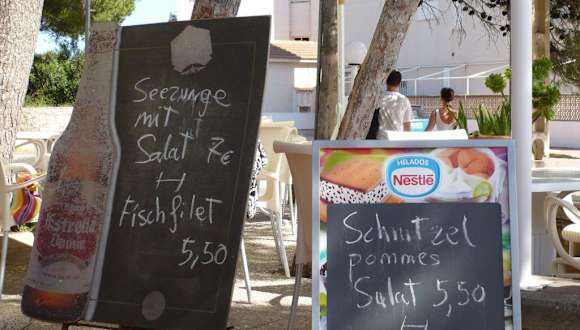 Seezunge
mit
Salat 7€
Fischfilet
5,50
Estrella
Damm
HELADOS
Nestlé
Schnitzel
pommes
Salat 5,50